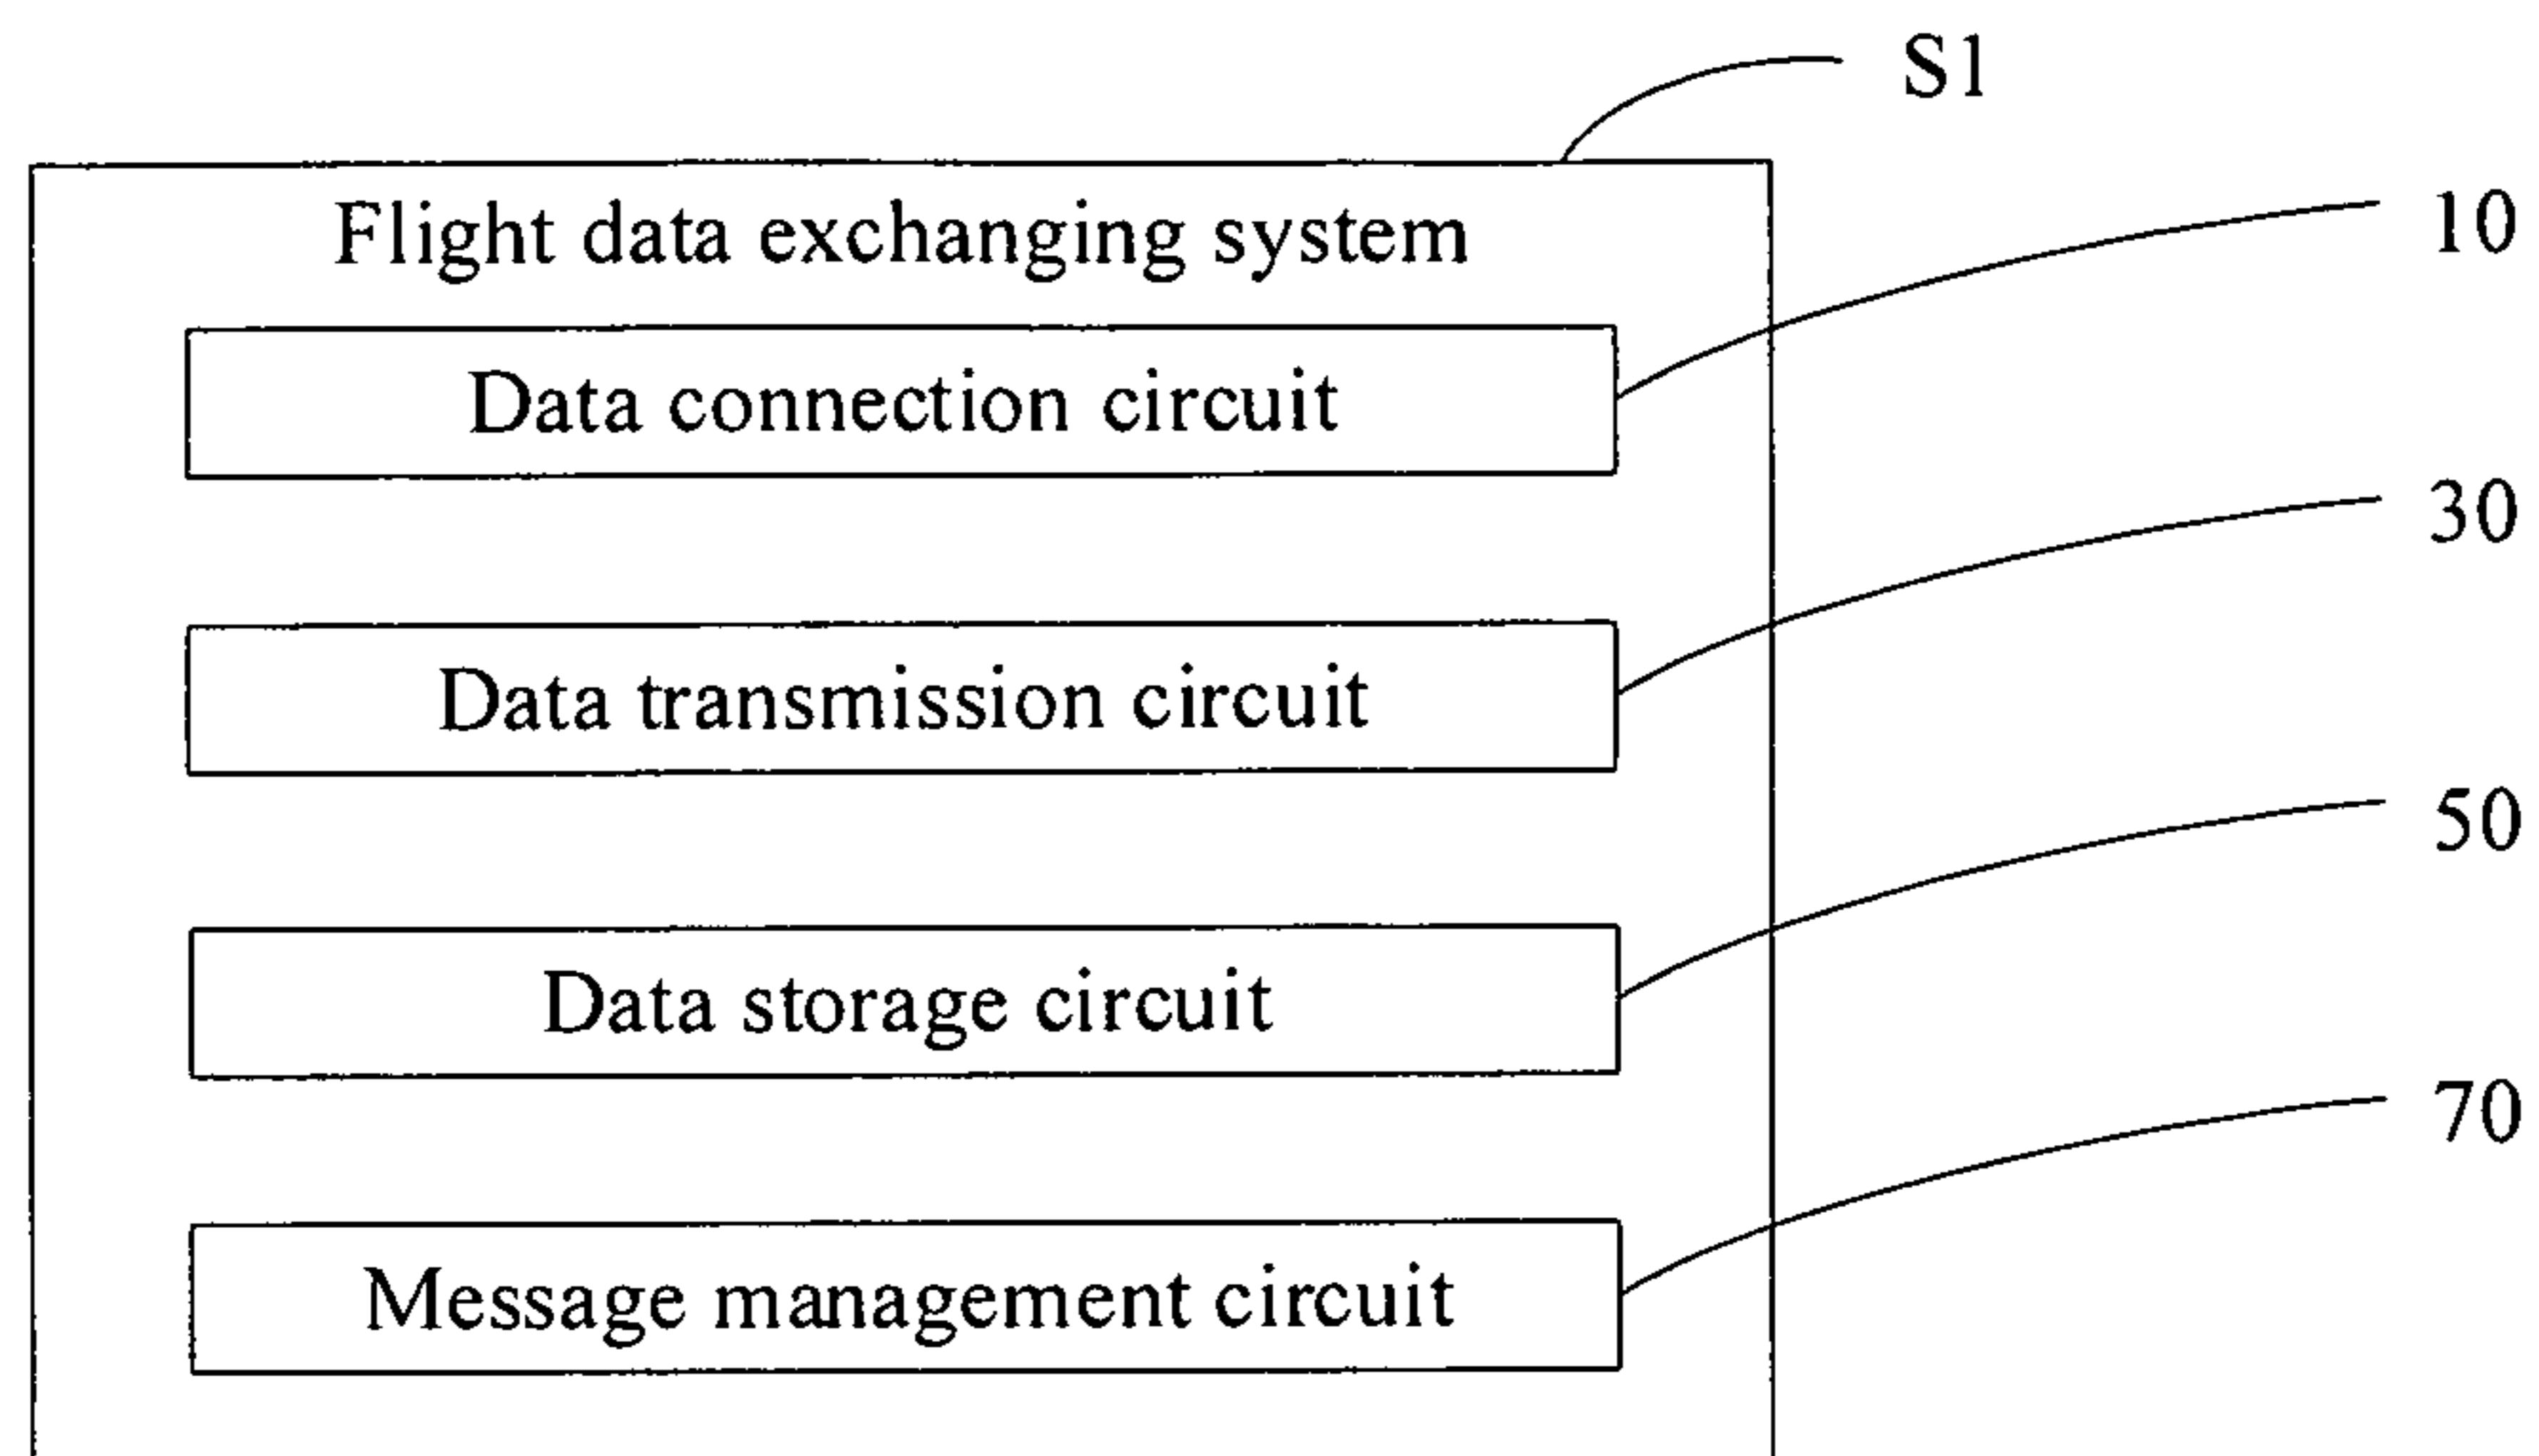 S1
Flight data exchanging system
10
Data connection circuit
30
Data transmission circuit
50
Data storage circuit
70
Message management circuit